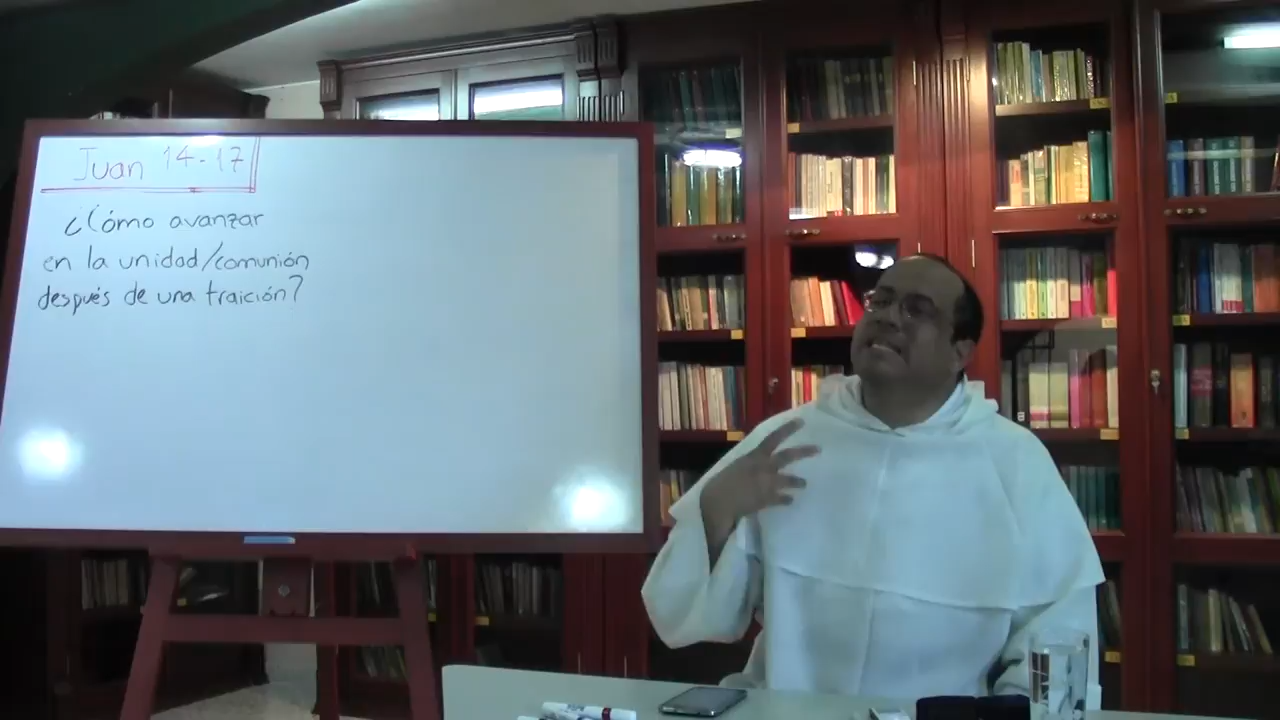 Juan 14-17
¿Cómo avanzar
en la unidad/comunión
después de una traición?